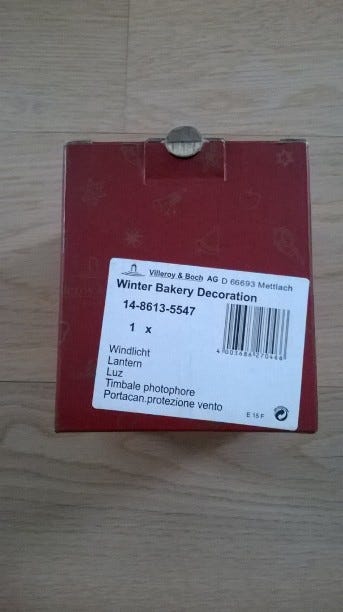 Villeroy & Boch AG D 66693 Mettlach
Winter Bakery Decoration
14-8613-5547
1 x
Windlicht
Lantern
Luz
Timbale photophore
Portacan.protezione vento
E 15 F